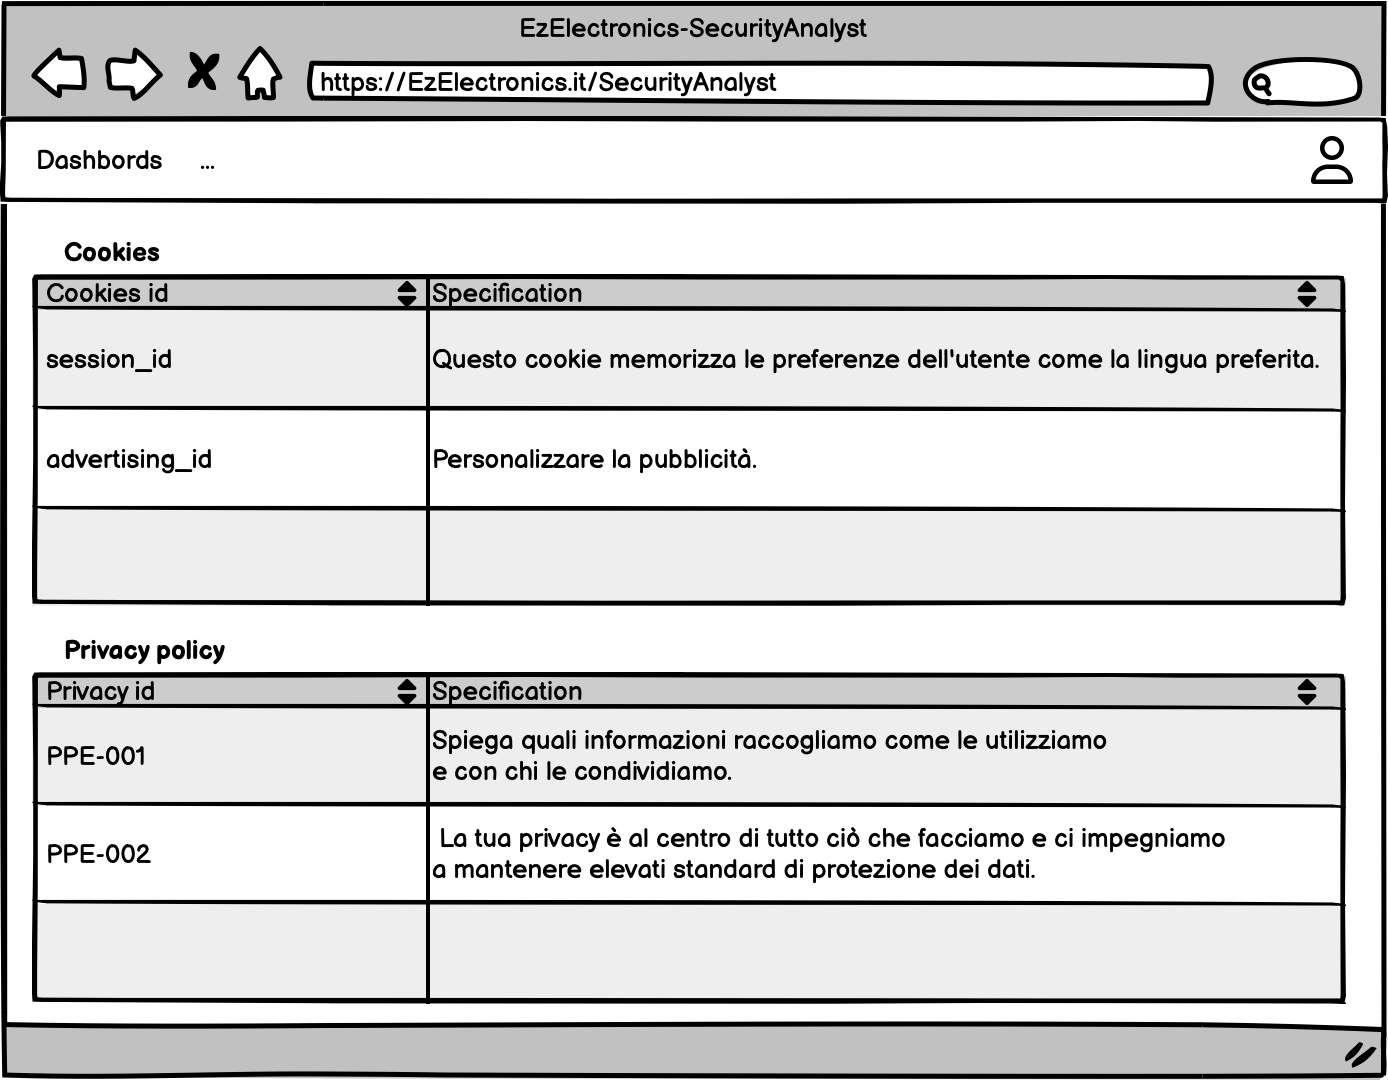 EzElectronics-SecurityAnalyst
https://EzElectronics.it/SecurityAnalyst
Dashbords ...
Cookies
Cookies id Specification
session_id Questo cookie memorizza le preferenze dell'utente come la lingua preferita.
advertising_id Personalizzare la pubblicità.
Privacy policy
Privacy id Specification
PPE-001
Spiega quali informazioni raccogliamo come le utilizziamo
e con chi le condividiamo.
PPE-002
La tua privacy è al centro di tutto ciò che facciamo e ci impegniamo
a mantenere elevati standard di protezione dei dati.